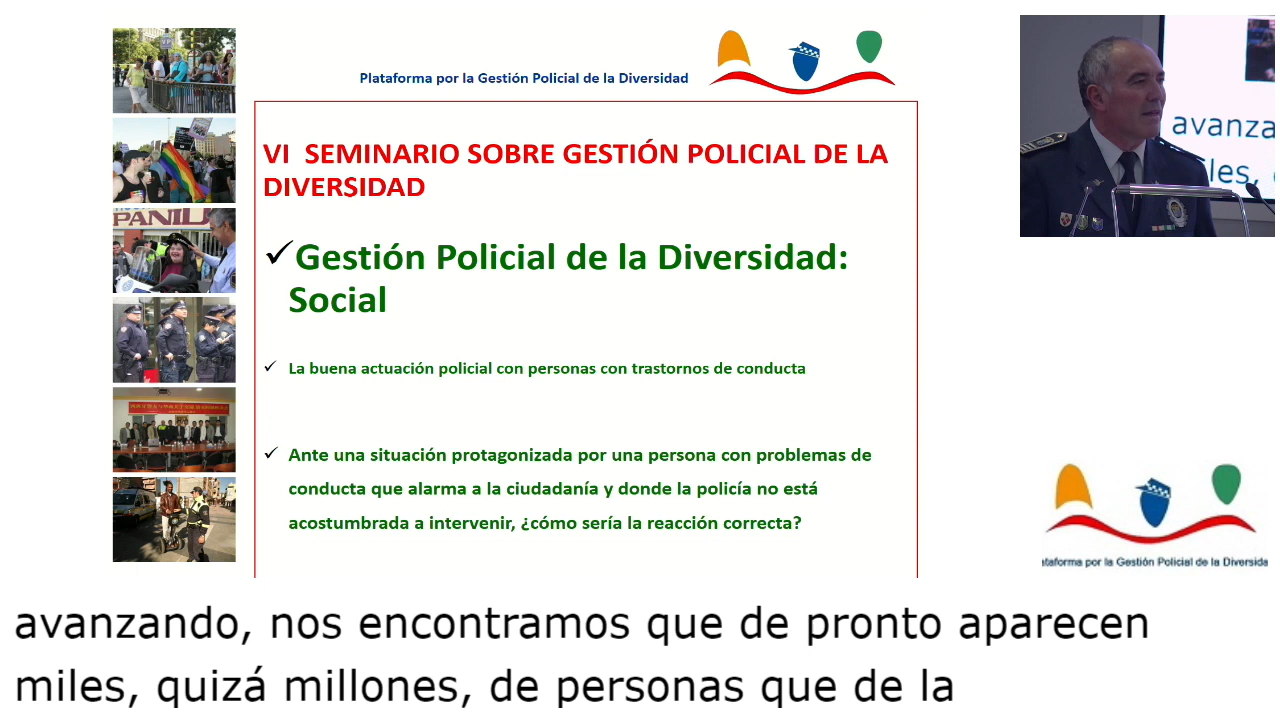 Plataforma por la Gestión Policial de la Diversidad
VI SEMINARIO SOBRE GESTIÓN POLICIAL DE LA
DIVERSIDAD
✓Gestión Policial de la Diversidad:
Social
✓ La buena actuación policial con personas con trastornos de conducta
✓ Ante una situación protagonizada por una persona con problemas de
conducta que alarma a la ciudadanía y donde la policía no está
acostumbrada a intervenir, ¿cómo sería la reacción correcta?
PANIL
avanza
les,
ataforma por la Gestión Policial de la Diversida
avanzando, nos encontramos que de pronto aparecen
miles, quizá millones, de personas que de la